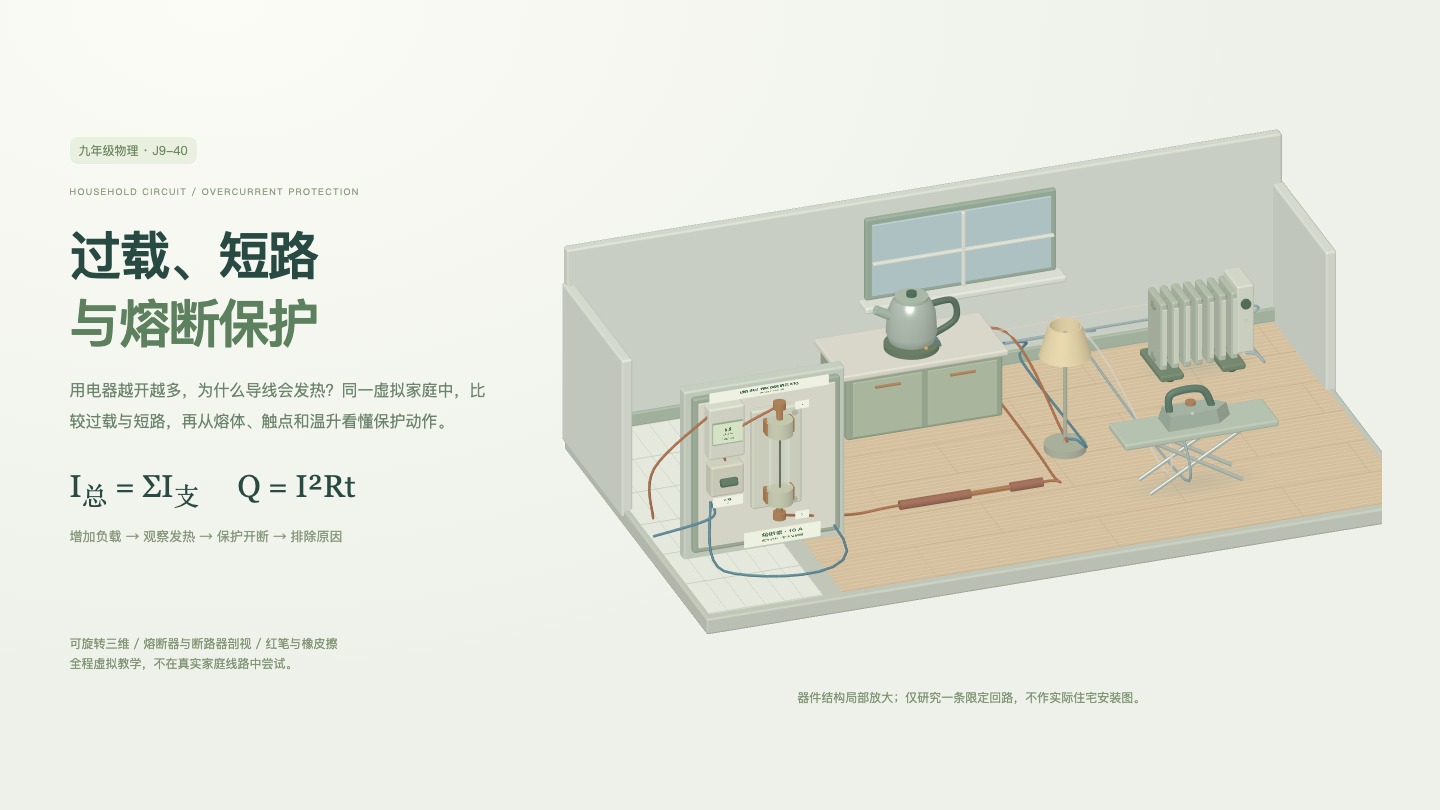 九年级物理 · J9–40
HOUSEHOLD CIRCUIT / OVERCURRENT PROTECTION
过载、短路
与熔断保护
用电器越开越多，为什么导线会发热？同一虚拟家庭中，比
较过载与短路，再从熔体、触点和温升看懂保护动作。
I总 = ΣI支 Q = I²Rt
增加负载 → 观察发热 → 保护开断 → 排除原因
可旋转三维 / 熔断器与断路器剖视 / 红笔与橡皮擦
全程虚拟教学，不在真实家庭线路中尝试。
熔断器 · 10 A
器件结构局部放大；仅研究一条限定回路，不作实际住宅安装图。